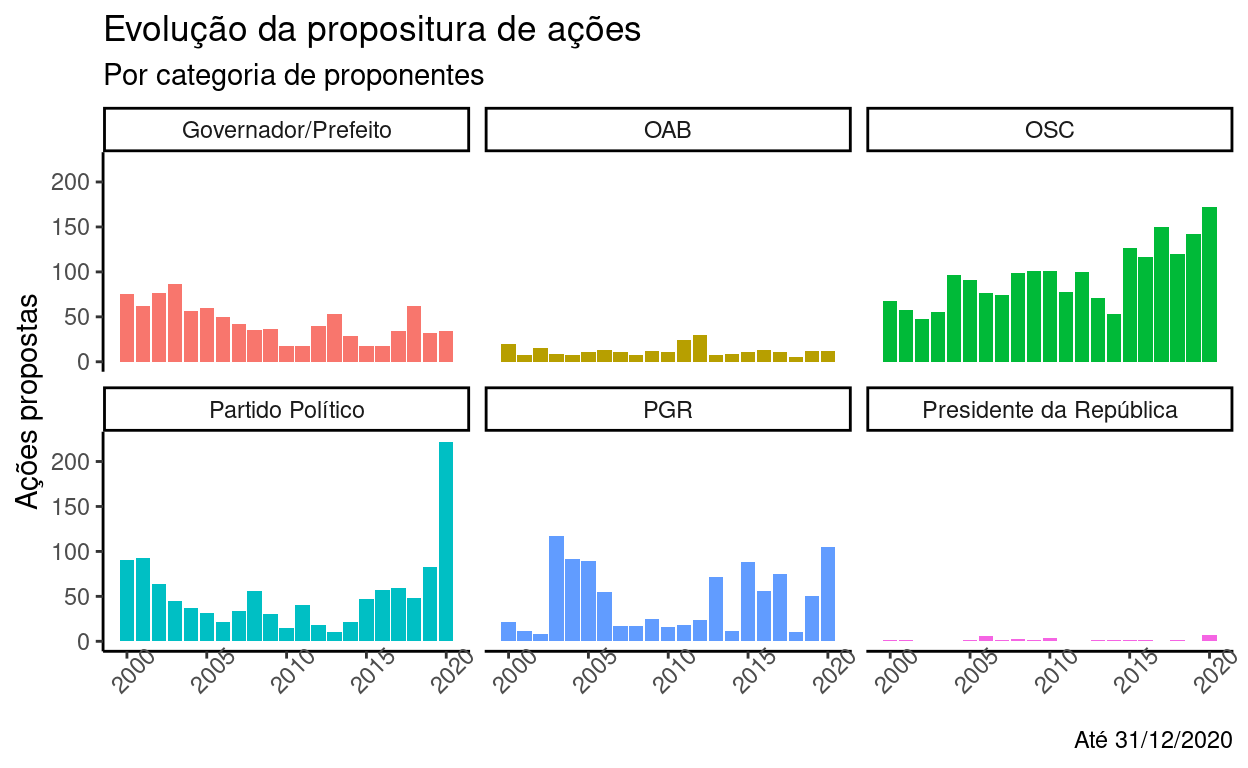 Evolução da propositura de ações
Por categoria de proponentes
Governador/Prefeito
OAB
OSC
200
150
100
50
0
Partido Político
PGR
Presidente da República
200
150
100
50
0
Ações propostas
2000 2005 2010 2015 2020
2000 2005 2010 2015 2020
2000 2005 2010 2015 2020
Até 31/12/2020